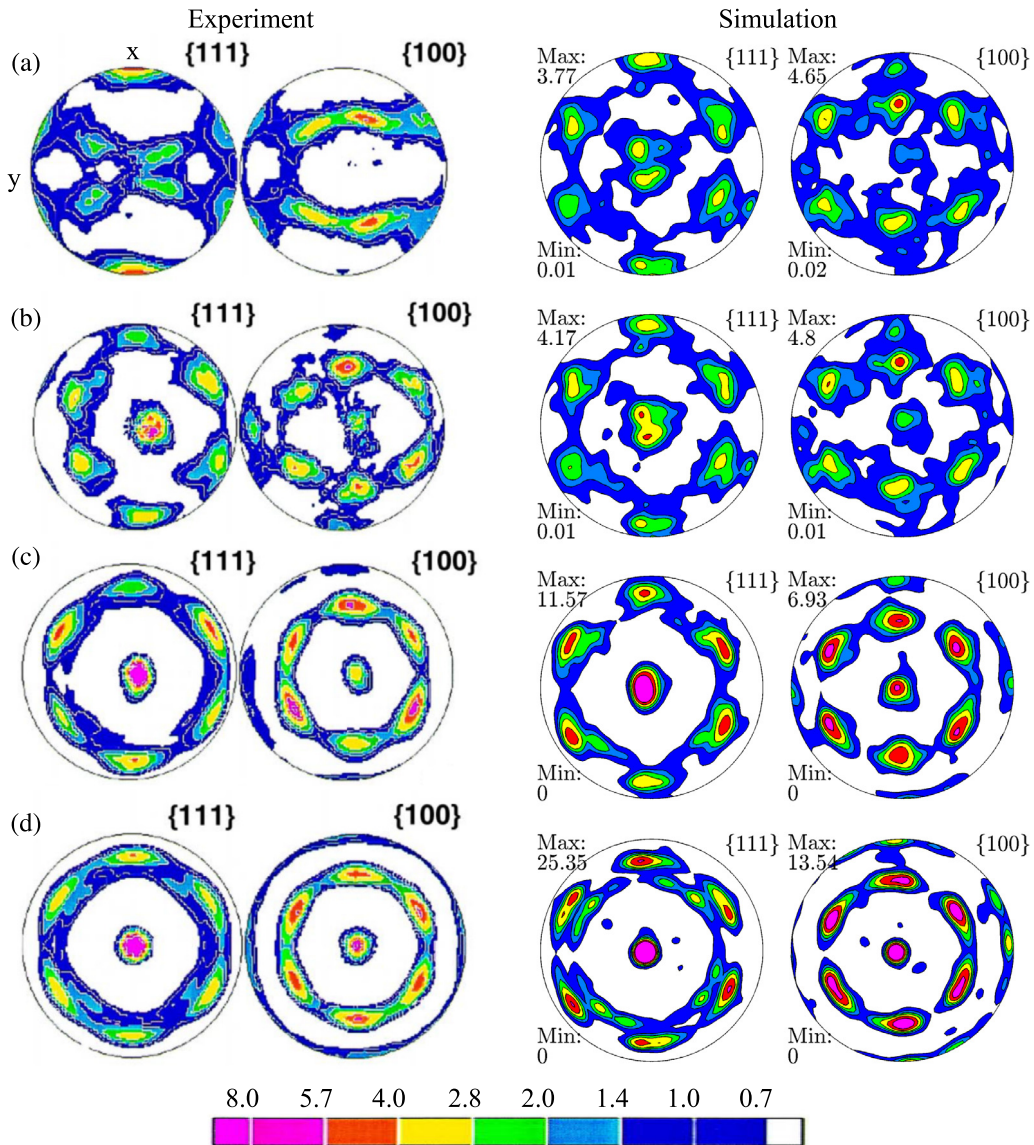 Experiment Simulation
(a) x {111} {100} Max: 3.77 {111} Max: 4.65 {100}
y
Min: 0.01 Min: 0.02
(b) {111} {100} Max: 4.17 {111} Max: 4.8 {100}
Min: 0.01 Min: 0.01
(c) {111} {100} Max: 11.57 {111} Max: 6.93 {100}
Min: 0 Min: 0
(d) {111} {100} Max: 25.35 {111} Max: 13.54 {100}
Min: 0 Min: 0
8.0 5.7 4.0 2.8 2.0 1.4 1.0 0.7